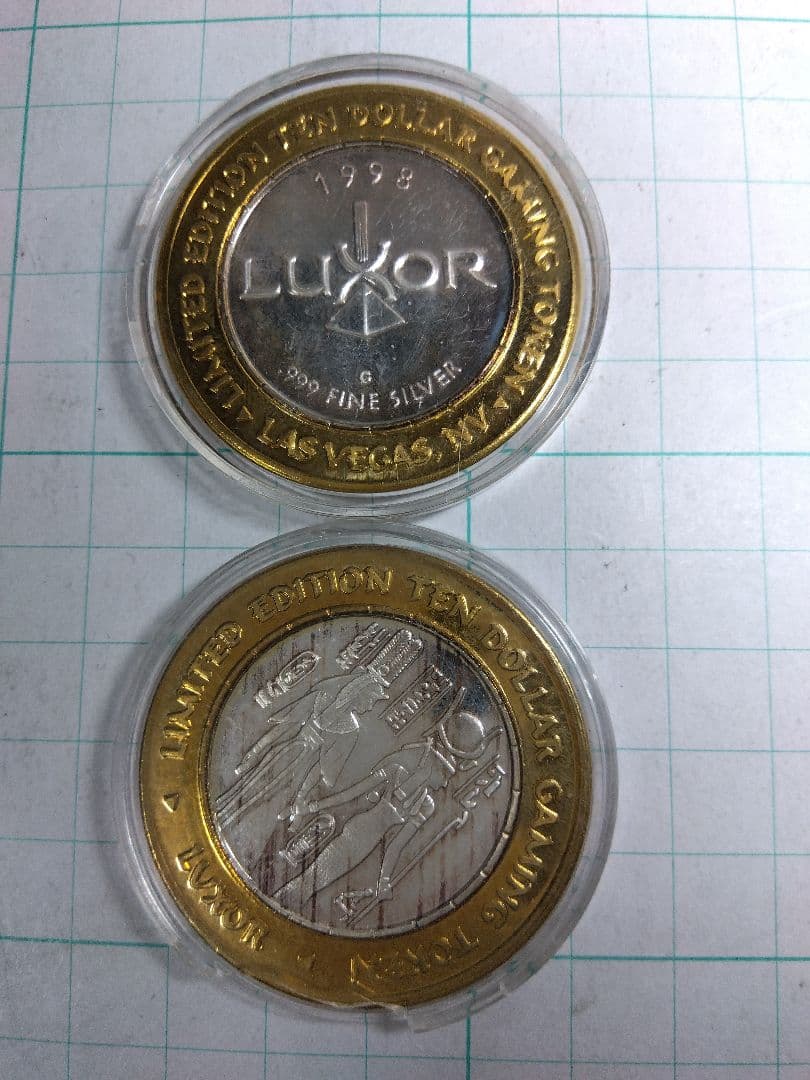 LIMITED EDITION TEN DOLLAR GAMING TOKEN
1998
LUXOR
G
.999 FINE SILVER
LAS VEGAS, NV
LIMITED EDITION TEN DOLLAR GAMING TOKEN
LUXOR